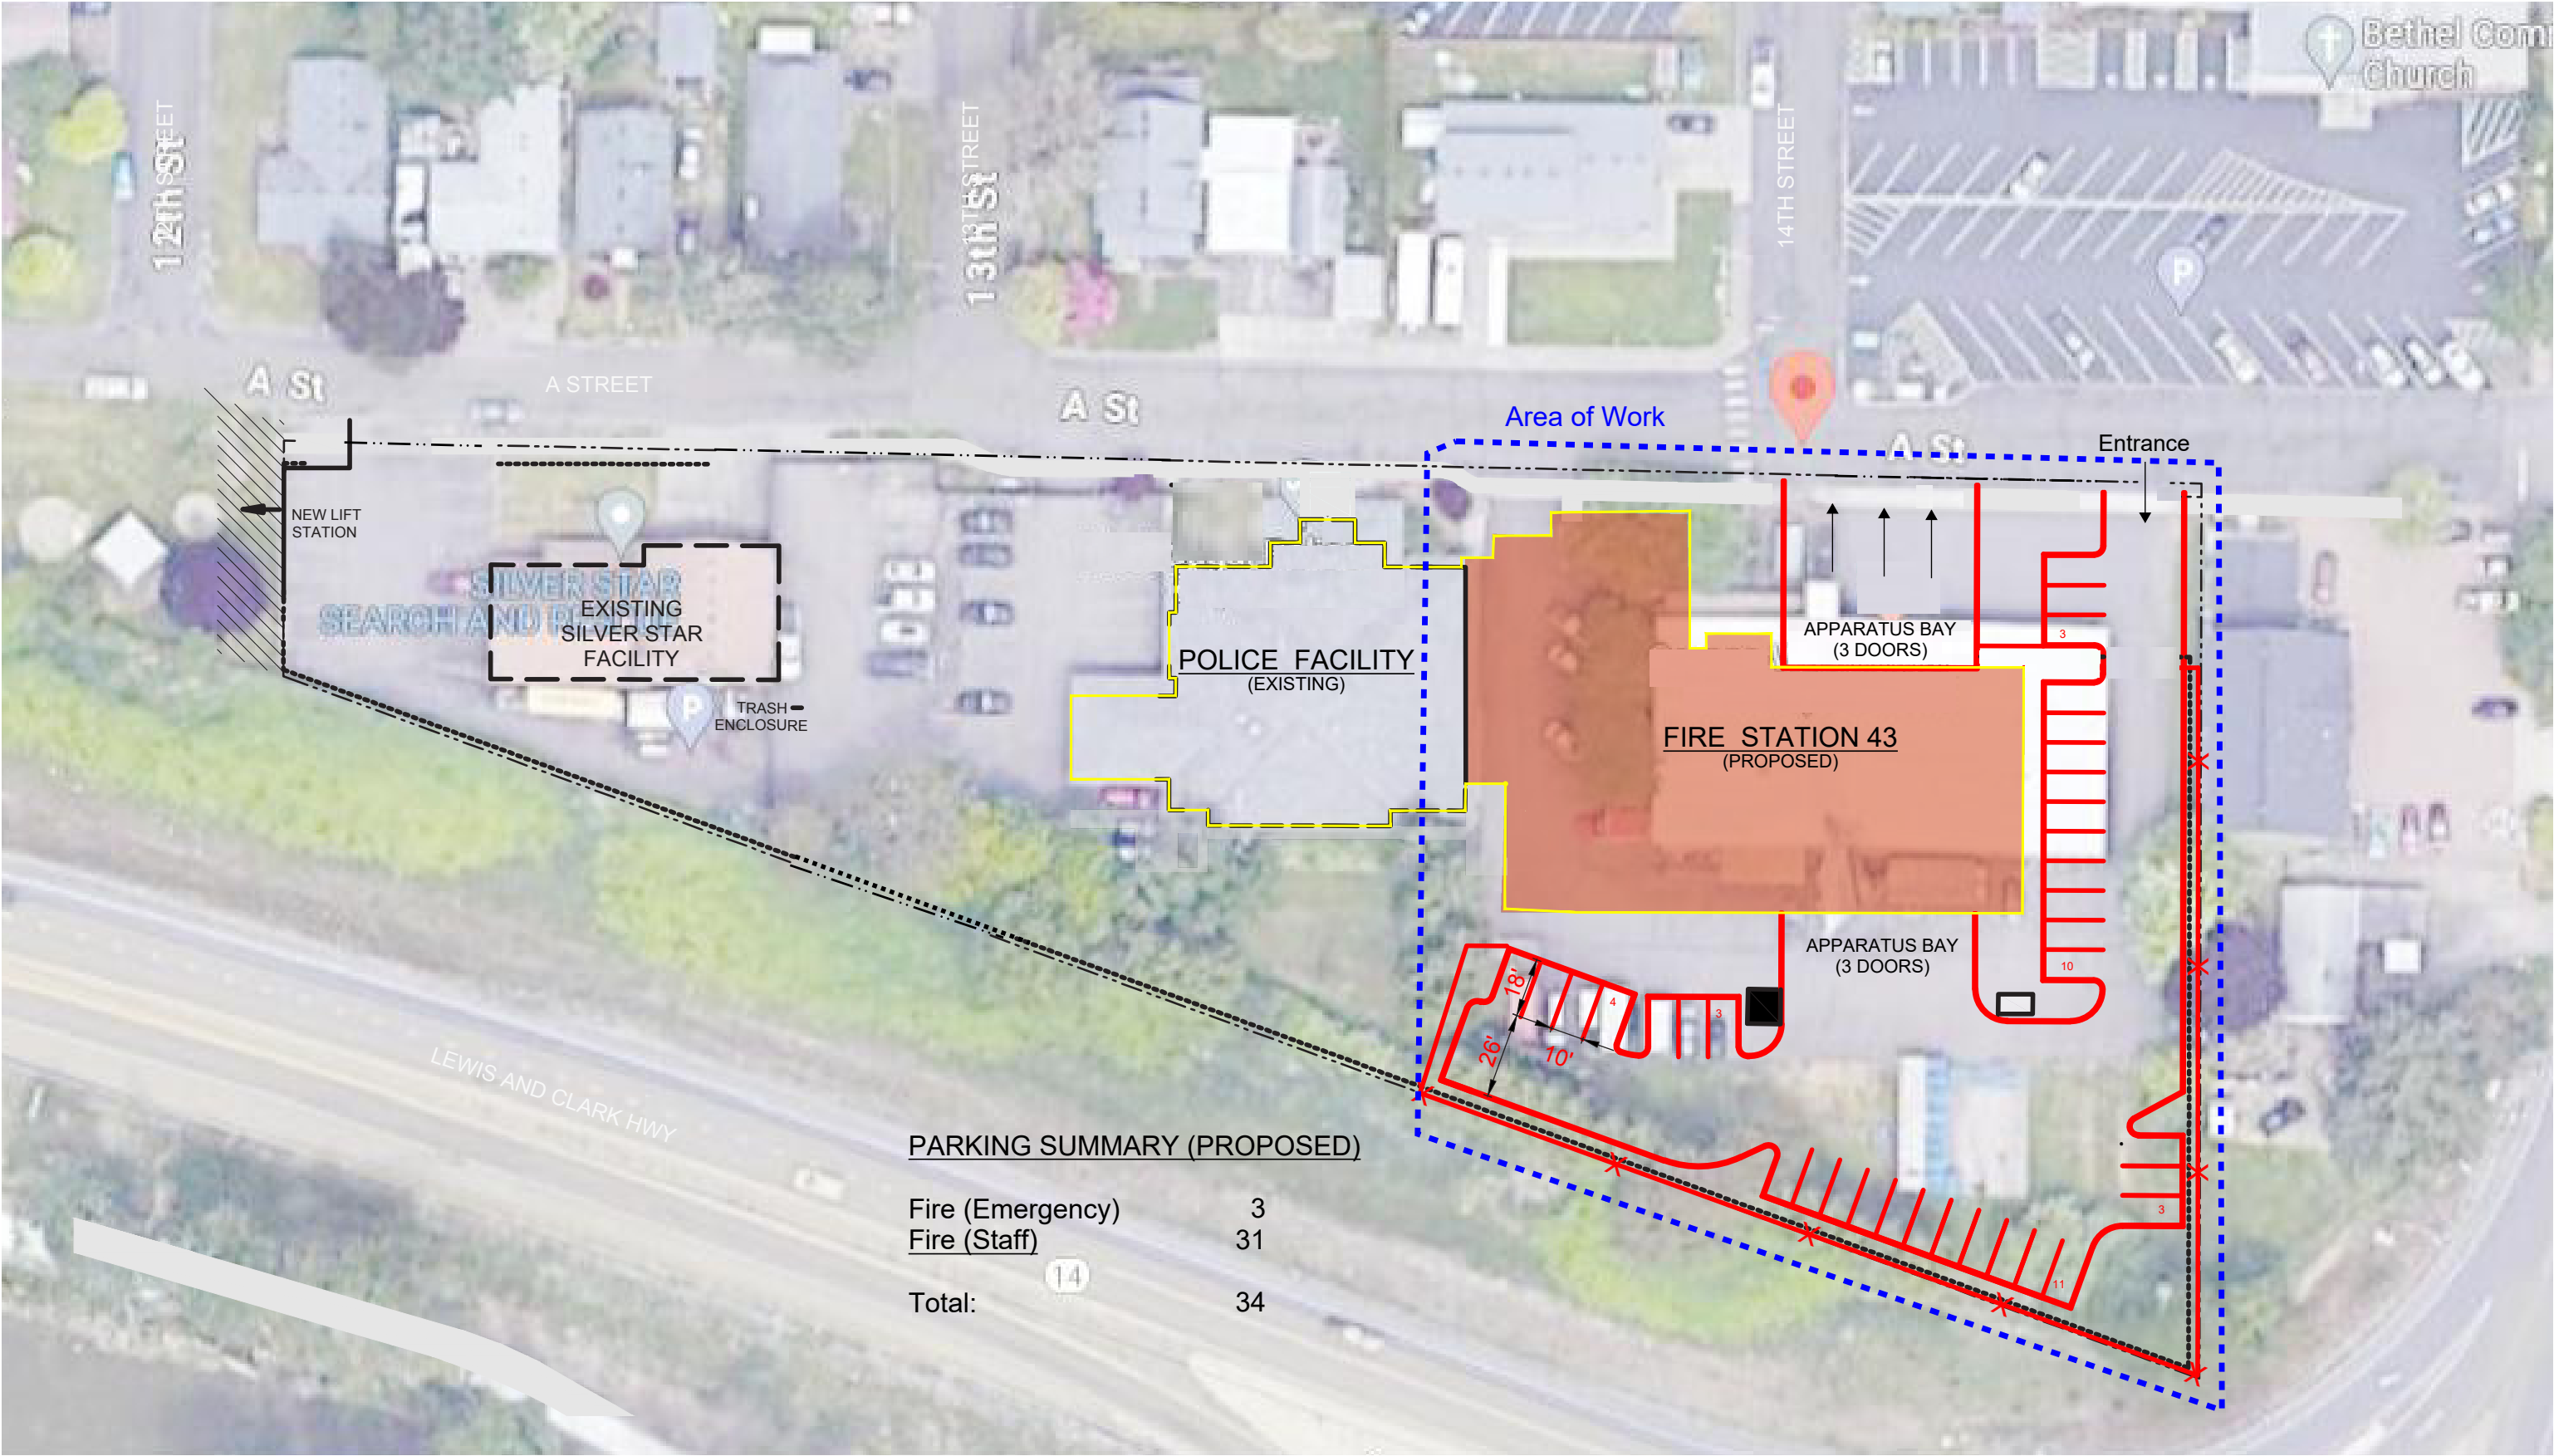 Bethel Com
Church
12TH STREET
12th St
13TH STREET
13th St
14TH STREET
P
A St
A STREET
A St
Area of Work
A St
Entrance
NEW LIFT
STATION
SILVER STAR
SEARCH AND RESCUE
EXISTING
SILVER STAR
FACILITY
P
TRASH
ENCLOSURE
POLICE FACILITY
(EXISTING)
APPARATUS BAY
(3 DOORS)
3
FIRE STATION 43
(PROPOSED)
APPARATUS BAY
(3 DOORS)
10
18'
4
3
26'
10'
LEWIS AND CLARK HWY
14
PARKING SUMMARY (PROPOSED)
Fire (Emergency) 3
Fire (Staff) 31
Total: 34
3
11